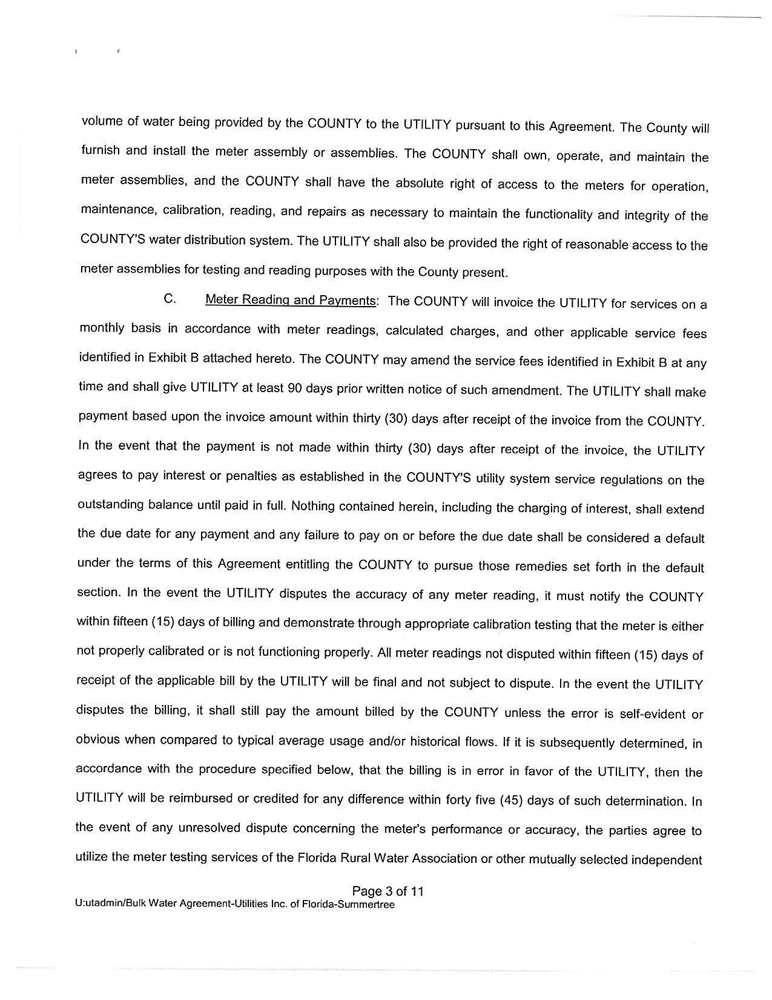 volume of water being provided by the COUNTY to the UTILITY pursuant to this Agreement. The County will
furnish and install the meter assembly or assemblies. The COUNTY shall own, operate, and maintain the
meter assemblies, and the COUNTY shall have the absolute right of access to the meters for operation,
maintenance, calibration, reading, and repairs as necessary to maintain the functionality and integrity of the
COUNTY'S water distribution system. The UTILITY shall also be provided the right of reasonable access to the
meter assemblies for testing and reading purposes with the County present.
C. Meter Reading and Payments: The COUNTY will invoice the UTILITY for services on a
monthly basis in accordance with meter readings, calculated charges, and other applicable service fees
identified in Exhibit B attached hereto. The COUNTY may amend the service fees identified in Exhibit B at any
time and shall give UTILITY at least 90 days prior written notice of such amendment. The UTILITY shall make
payment based upon the invoice amount within thirty (30) days after receipt of the invoice from the COUNTY.
In the event that the payment is not made within thirty (30) days after receipt of the invoice, the UTILITY
agrees to pay interest or penalties as established in the COUNTY'S utility system service regulations on the
outstanding balance until paid in full. Nothing contained herein, including the charging of interest, shall extend
the due date for any payment and any failure to pay on or before the due date shall be considered a default
under the terms of this Agreement entitling the COUNTY to pursue those remedies set forth in the default
section. In the event the UTILITY disputes the accuracy of any meter reading, it must notify the COUNTY
within fifteen (15) days of billing and demonstrate through appropriate calibration testing that the meter is either
not properly calibrated or is not functioning properly. All meter readings not disputed within fifteen (15) days of
receipt of the applicable bill by the UTILITY will be final and not subject to dispute. In the event the UTILITY
disputes the billing, it shall still pay the amount billed by the COUNTY unless the error is self-evident or
obvious when compared to typical average usage and/or historical flows. If it is subsequently determined, in
accordance with the procedure specified below, that the billing is in error in favor of the UTILITY, then the
UTILITY will be reimbursed or credited for any difference within forty five (45) days of such determination. In
the event of any unresolved dispute concerning the meter's performance or accuracy, the parties agree to
utilize the meter testing services of the Florida Rural Water Association or other mutually selected independent
Page 3 of 11
U:utadmin/Bulk Water Agreement-Utilities Inc. of Florida-Summertree